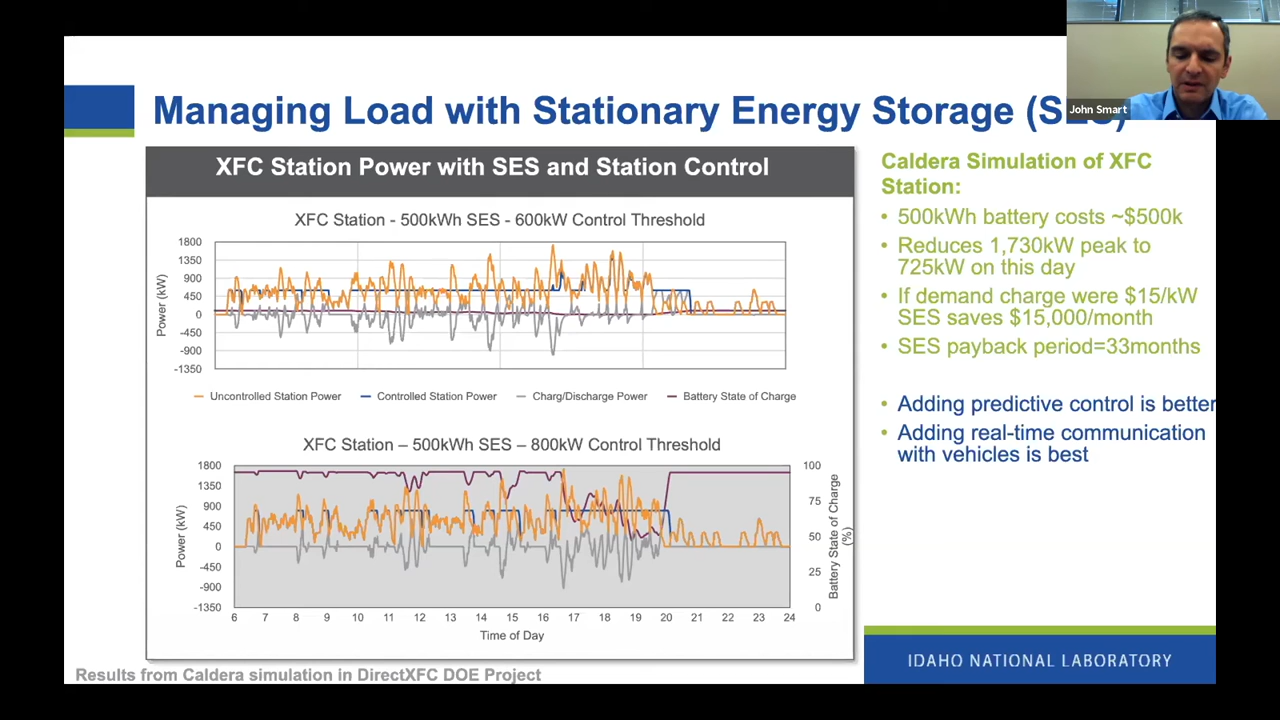 John Smart
Managing Load with Stationary Energy Storage (SES)
XFC Station Power with SES and Station Control
XFC Station - 500kWh SES - 600kW Control Threshold
Power (kW)
1800
1350
900
450
0
-450
-900
-1350
Uncontrolled Station Power
Controlled Station Power
Charg/Discharge Power
Battery State of Charge
XFC Station – 500kWh SES – 800kW Control Threshold
Power (kW)
1800
1350
900
450
0
-450
-900
-1350
100
75
50
25
0
Battery State of Charge
(%)
6 7 8 9 10 11 12 13 14 15 16 17 18 19 20 21 22 23 24
Time of Day
Results from Caldera simulation in DirectXFC DOE Project
Caldera Simulation of XFC
Station:
• 500kWh battery costs ~$500k
• Reduces 1,730kW peak to
725kW on this day
• If demand charge were $15/kW
SES saves $15,000/month
• SES payback period=33months
• Adding predictive control is better
• Adding real-time communication
with vehicles is best
IDAHO NATIONAL LABORATORY